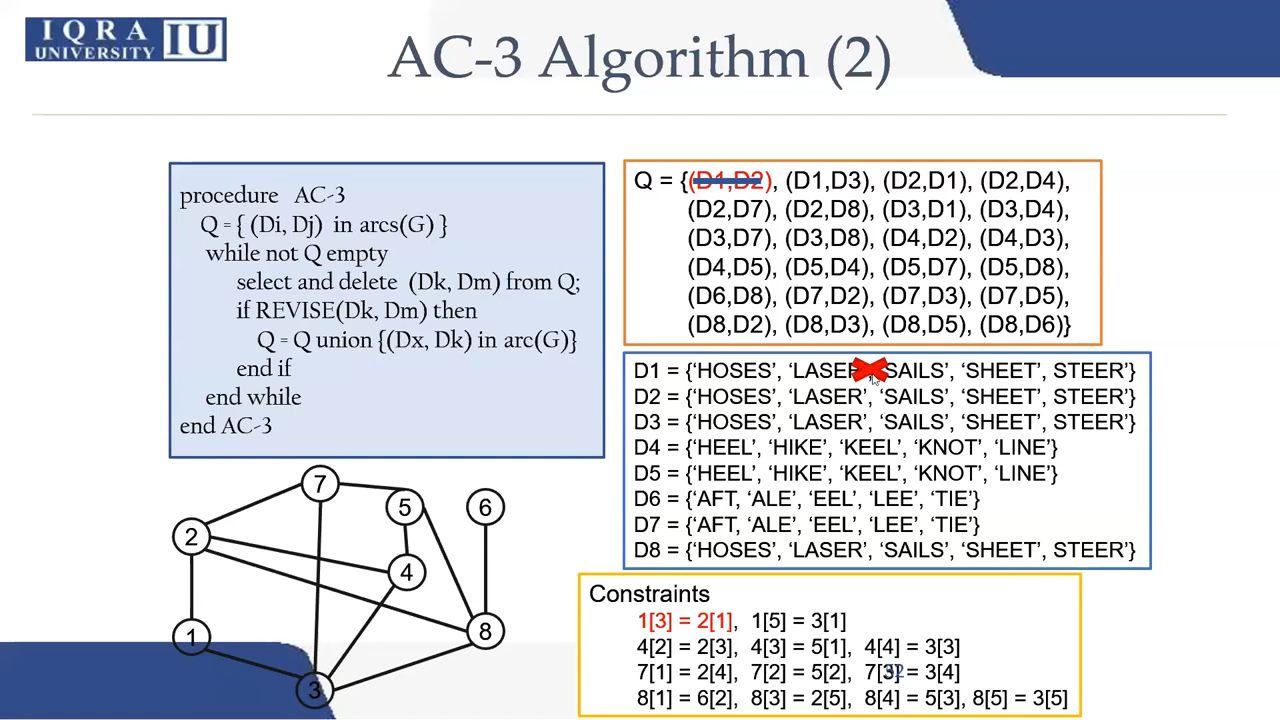 IQRA
UNIVERSITY IU
AC-3 Algorithm (2)
procedure AC-3
Q = { (Di, Dj) in arcs(G) }
while not Q empty
select and delete (Dk, Dm) from Q;
if REVISE(Dk, Dm) then
Q = Q union {(Dx, Dk) in arc(G)}
end if
end while
end AC-3
Q = {(D1,D2), (D1,D3), (D2,D1), (D2,D4),
(D2,D7), (D2,D8), (D3,D1), (D3,D4),
(D3,D7), (D3,D8), (D4,D2), (D4,D3),
(D4,D5), (D5,D4), (D5,D7), (D5,D8),
(D6,D8), (D7,D2), (D7,D3), (D7,D5),
(D8,D2), (D8,D3), (D8,D5), (D8,D6)}
D1 = {‘HOSES’, ‘LASER’, ‘SAILS’, ‘SHEET’, STEER’}
D2 = {‘HOSES’, ‘LASER’, ‘SAILS’, ‘SHEET’, STEER’}
D3 = {‘HOSES’, ‘LASER’, ‘SAILS’, ‘SHEET’, STEER’}
D4 = {‘HEEL’, ‘HIKE’, ‘KEEL’, ‘KNOT’, ‘LINE’}
D5 = {‘HEEL’, ‘HIKE’, ‘KEEL’, ‘KNOT’, ‘LINE’}
D6 = {‘AFT, ‘ALE’, ‘EEL’, ‘LEE’, ‘TIE’}
D7 = {‘AFT, ‘ALE’, ‘EEL’, ‘LEE’, ‘TIE’}
D8 = {‘HOSES’, ‘LASER’, ‘SAILS’, ‘SHEET’, STEER’}
Constraints
1[3] = 2[1], 1[5] = 3[1]
4[2] = 2[3], 4[3] = 5[1], 4[4] = 3[3]
7[1] = 2[4], 7[2] = 5[2], 7[3] = 3[4]
32
8[1] = 6[2], 8[3] = 2[5], 8[4] = 5[3], 8[5] = 3[5]
7
5
6
2
4
8
1
3